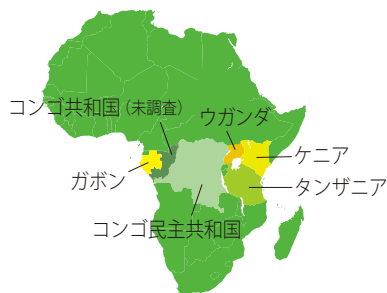 コンゴ共和国（未調査）
ウガンダ
ケニア
ガボン
タンザニア
コンゴ民主共和国